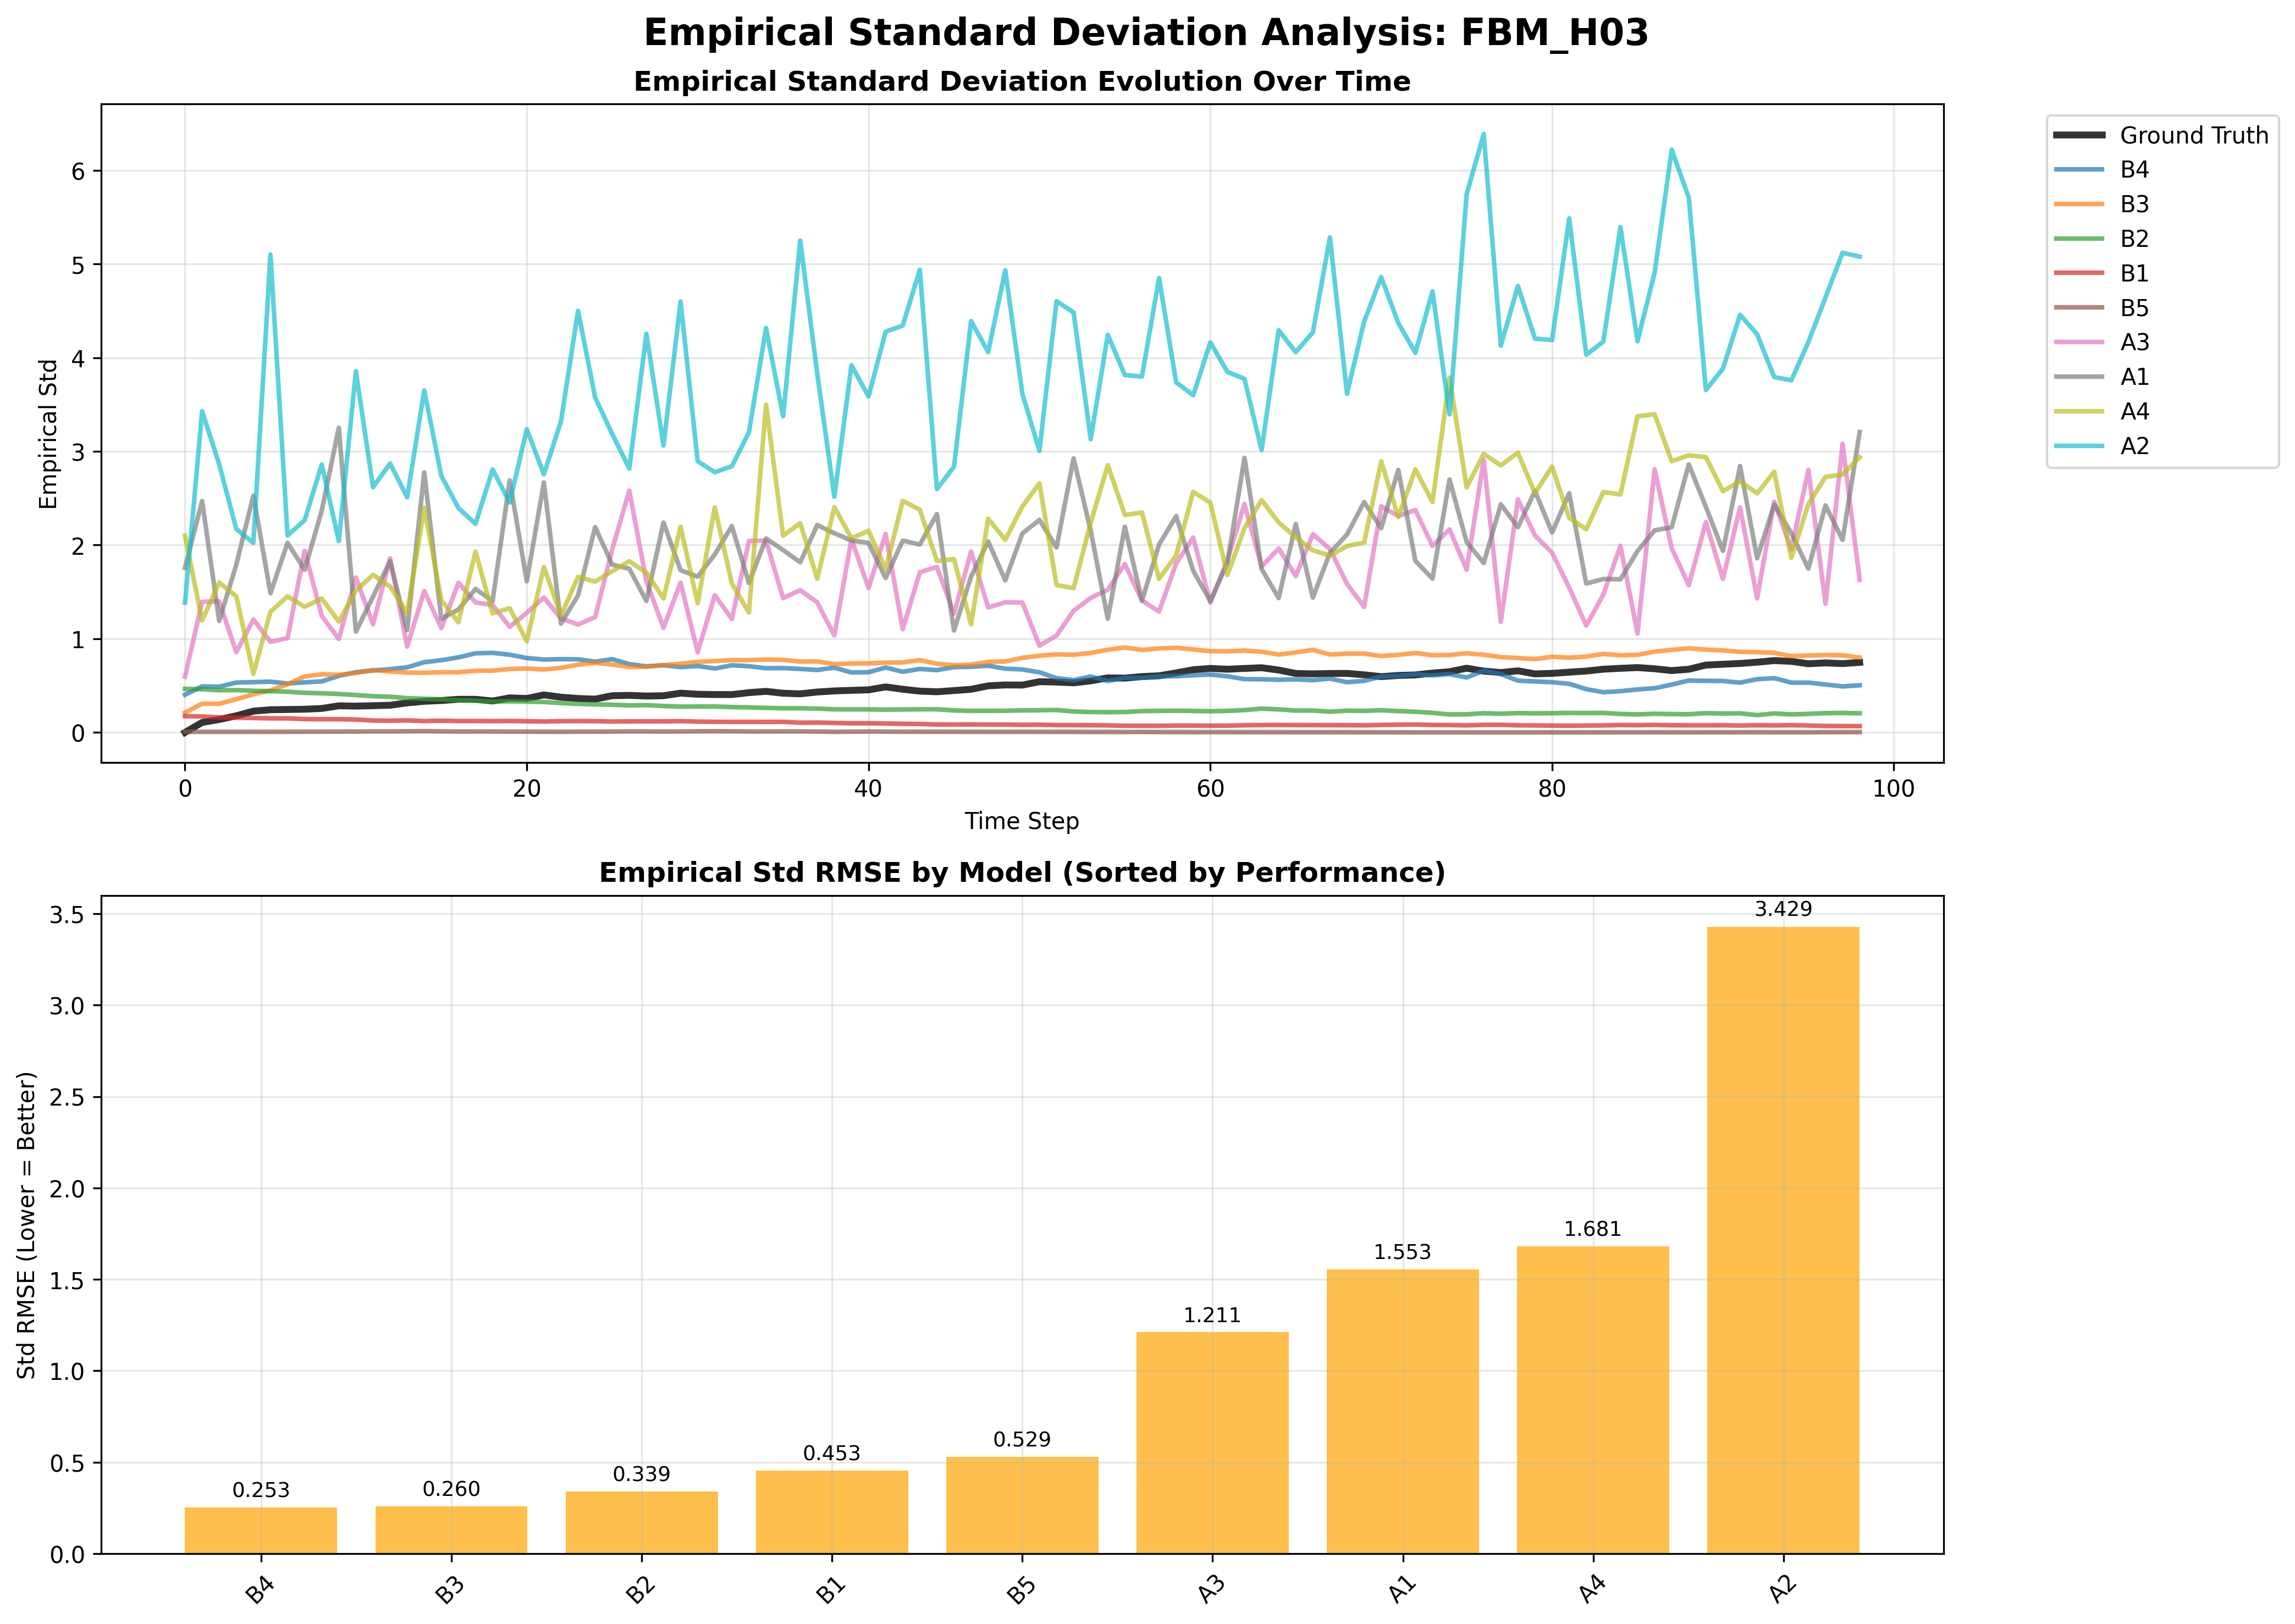 Empirical Standard Deviation Analysis: FBM_H03
Empirical Standard Deviation Evolution Over Time
Empirical Std
6
5
4
3
2
1
0
0
20
40
60
80
100
Time Step
Ground Truth
B4
B3
B2
B1
B5
A3
A1
A4
A2
Empirical Std RMSE by Model (Sorted by Performance)
Std RMSE (Lower = Better)
3.5
3.0
2.5
2.0
1.5
1.0
0.5
0.0
0.253
0.260
0.339
0.453
0.529
1.211
1.553
1.681
3.429
B4
B3
B2
B1
B5
A3
A1
A4
A2